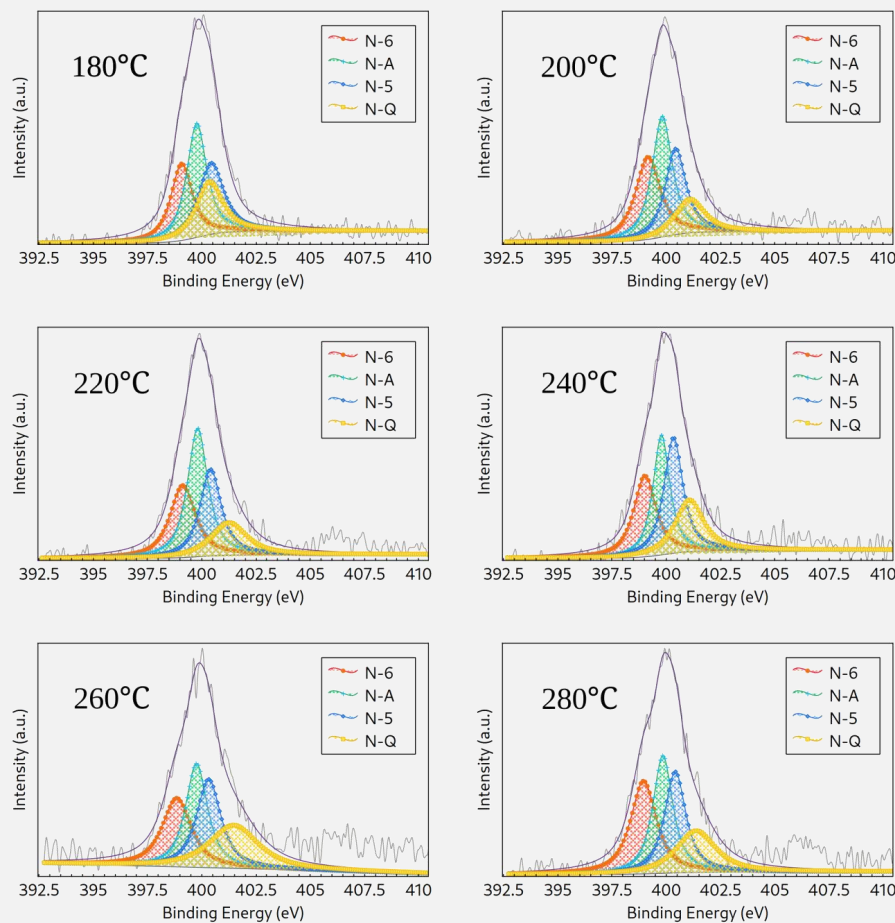 180℃
N-6
N-A
N-5
N-Q
Intensity (a.u.)
392.5 395 397.5 400 402.5 405 407.5 410
Binding Energy (eV)
200℃
N-6
N-A
N-5
N-Q
Intensity (a.u.)
392.5 395 397.5 400 402.5 405 407.5 410
Binding Energy (eV)
220℃
N-6
N-A
N-5
N-Q
Intensity (a.u.)
392.5 395 397.5 400 402.5 405 407.5 410
Binding Energy (eV)
240℃
N-6
N-A
N-5
N-Q
Intensity (a.u.)
392.5 395 397.5 400 402.5 405 407.5 410
Binding Energy (eV)
260℃
N-6
N-A
N-5
N-Q
Intensity (a.u.)
392.5 395 397.5 400 402.5 405 407.5 410
Binding Energy (eV)
280℃
N-6
N-A
N-5
N-Q
Intensity (a.u.)
392.5 395 397.5 400 402.5 405 407.5 410
Binding Energy (eV)